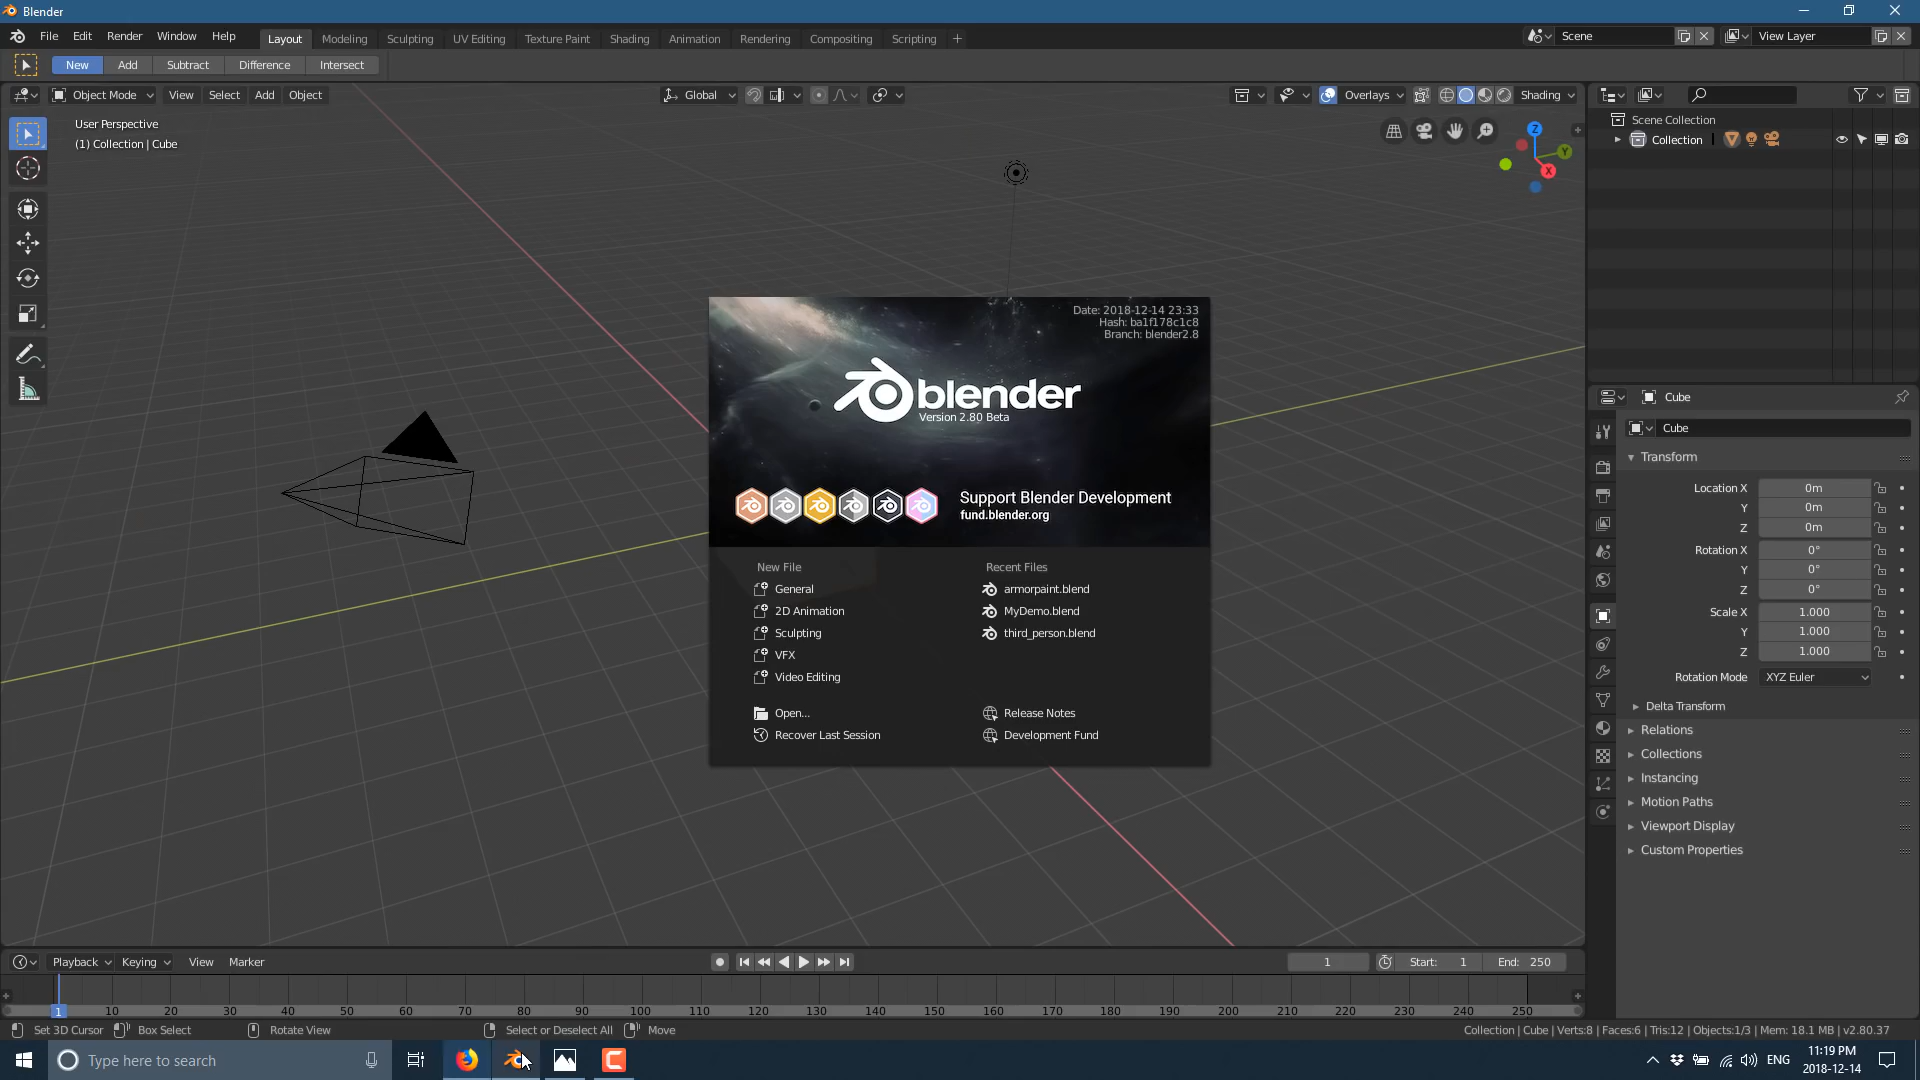 Blender
File Edit Render Window Help Layout Modeling Sculpting UV Editing Texture Paint Shading Animation Rendering Compositing Scripting + Scene View Layer
New Add Subtract Difference Intersect
Object Mode View Select Add Object Global Overlays Shading
User Perspective
(1) Collection | Cube
Z
Y
X
Scene Collection
Collection
Date: 2018-12-14 23:33
Hash: ba1f178c1c8
Branch: blender2.8
blender
Version 2.80 Beta
Support Blender Development
fund.blender.org
New File
General
2D Animation
Sculpting
VFX
Video Editing
Open...
Recover Last Session
Recent Files
armorpaint.blend
MyDemo.blend
third_person.blend
Release Notes
Development Fund
Cube
Cube
Transform
Location X 0m
Y 0m
Z 0m
Rotation X 0°
Y 0°
Z 0°
Scale X 1.000
Y 1.000
Z 1.000
Rotation Mode XYZ Euler
Delta Transform
Relations
Collections
Instancing
Motion Paths
Viewport Display
Custom Properties
Playback Keying View Marker 1 Start: 1 End: 250
1 10 20 30 40 50 60 70 80 90 100 110 120 130 140 150 160 170 180 190 200 210 220 230 240 250
Set 3D Cursor Box Select Rotate View Select or Deselect All Move Collection | Cube | Verts:8 | Faces:6 | Tris:12 | Objects:1/3 | Mem: 18.1 MB | v2.80.37
Type here to search
ENG
11:19 PM
2018-12-14